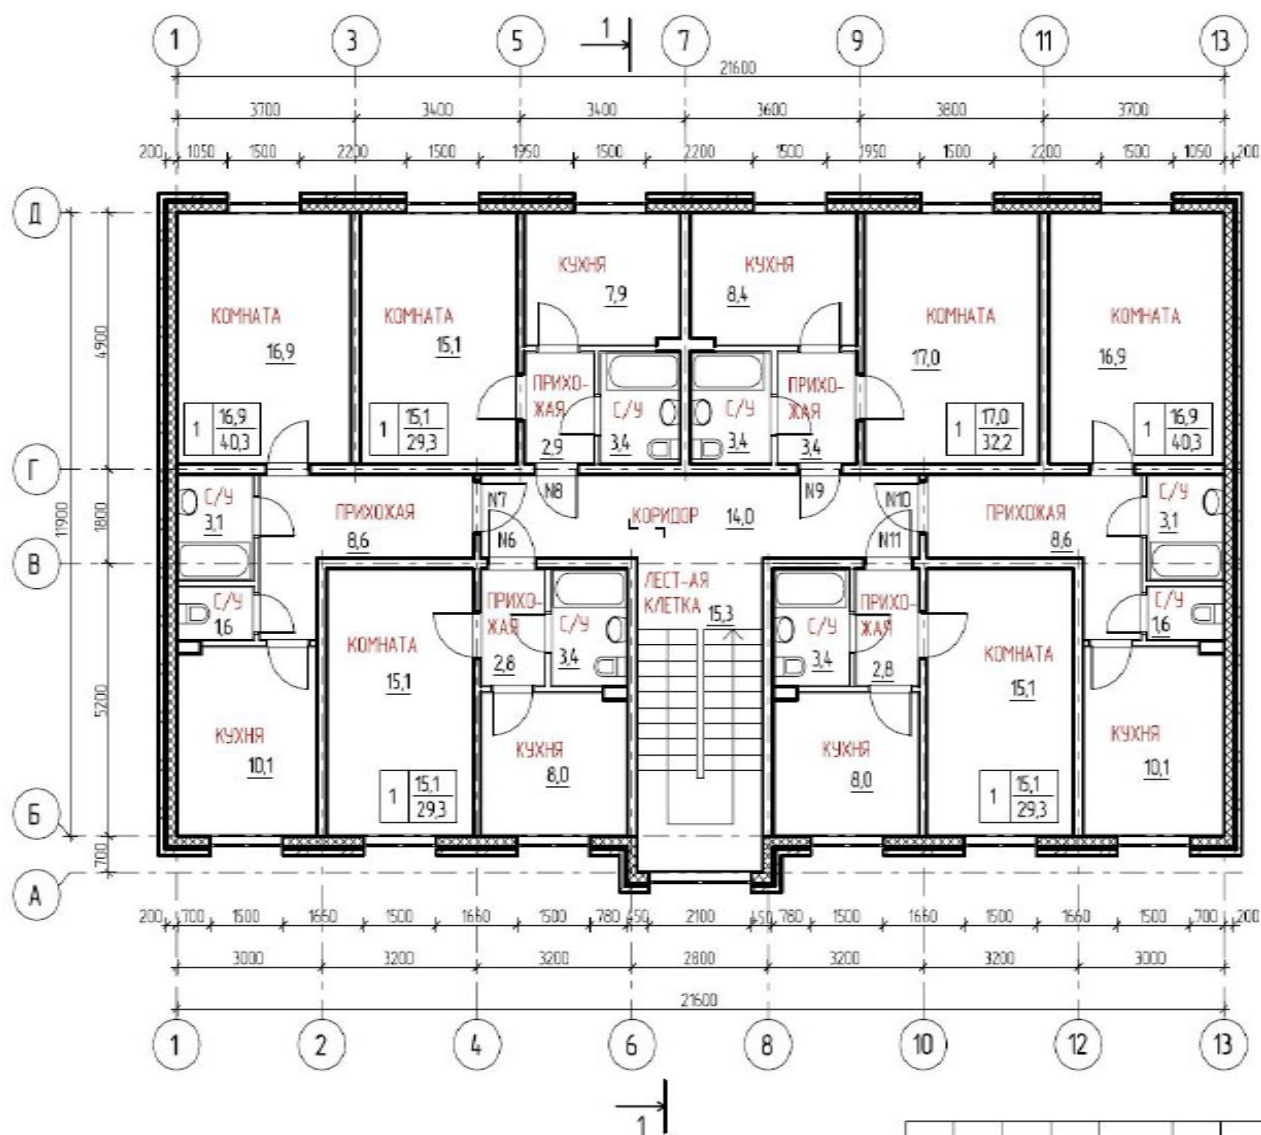 1 3 5 1 7 9 11 13
21600
3700 3400 3400 3600 3800 3700
200 1050 1500 2200 1500 1950 1500 2200 1500 1950 1500 2200 1500 1050 200
Д
КОМНАТА
16,9
1 16,9
40,3
КОМНАТА
15,1
1 15,1
29,3
КУХНЯ
7,9
ПРИХО-
ЖАЯ
2,9
С/У
3,4
КУХНЯ
8,4
С/У
3,4
ПРИХО-
ЖАЯ
3,4
КОМНАТА
17,0
1 17,0
32,2
КОМНАТА
16,9
1 16,9
40,3
4900
Г
С/У
3,1
ПРИХОЖАЯ
8,6
N7
N8
N6
КОРИДОР 14,0
N9
N10
N11
ПРИХОЖАЯ
8,6
С/У
3,1
11900
1800
В
С/У
1,6
КОМНАТА
15,1
1 15,1
29,3
ПРИХО-
ЖАЯ
2,8
С/У
3,4
ЛЕСТ-АЯ
КЛЕТКА
15,3
С/У
3,4
ПРИХО-
ЖАЯ
2,8
КОМНАТА
15,1
1 15,1
29,3
С/У
1,6
5200
КУХНЯ
10,1
КУХНЯ
8,0
КУХНЯ
8,0
КУХНЯ
10,1
Б
700
А
200 700 1500 1660 1500 1660 1500 780 450 2100 450 780 1500 1660 1500 1660 1500 700 200
3000 3200 3200 2800 3200 3200 3000
21600
1 2 4 6 8 10 12 13
1